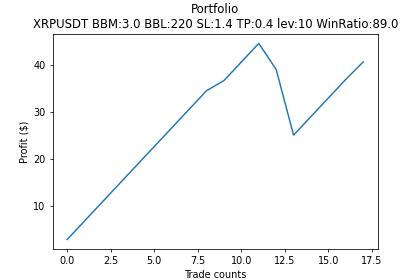 Portfolio
XRPUSDT BBM:3.0 BBL:220 SL:1.4 TP:0.4 lev:10 WinRatio:89.0
Profit ($)
40
30
20
10
0.0 2.5 5.0 7.5 10.0 12.5 15.0 17.5
Trade counts